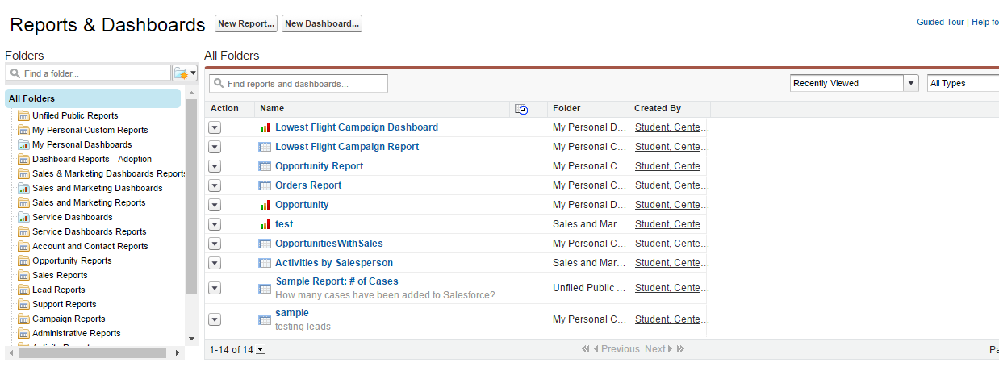 Reports & Dashboards New Report... New Dashboard... Guided Tour | Help fo
Folders
Find a folder...
All Folders
Unfiled Public Reports
My Personal Custom Reports
My Personal Dashboards
Dashboard Reports - Adoption
Sales & Marketing Dashboards Reports
Sales and Marketing Dashboards
Sales and Marketing Reports
Service Dashboards
Service Dashboards Reports
Account and Contact Reports
Opportunity Reports
Sales Reports
Lead Reports
Support Reports
Campaign Reports
Administrative Reports
All Folders
Find reports and dashboards... Recently Viewed All Types
Action Name Folder Created By
Lowest Flight Campaign Dashboard My Personal D... Student, Cente...
Lowest Flight Campaign Report My Personal C... Student, Cente...
Opportunity Report My Personal C... Student, Cente...
Orders Report My Personal C... Student, Cente...
Opportunity My Personal D... Student, Cente...
test Sales and Mar... Student, Cente...
OpportunitiesWithSales My Personal C... Student, Cente...
Activities by Salesperson Sales and Mar... Student, Cente...
Sample Report: # of Cases Unfiled Public ... Student, Cente...
How many cases have been added to Salesforce?
sample My Personal C... Student, Cente...
testing leads
1-14 of 14 Previous Next Pa